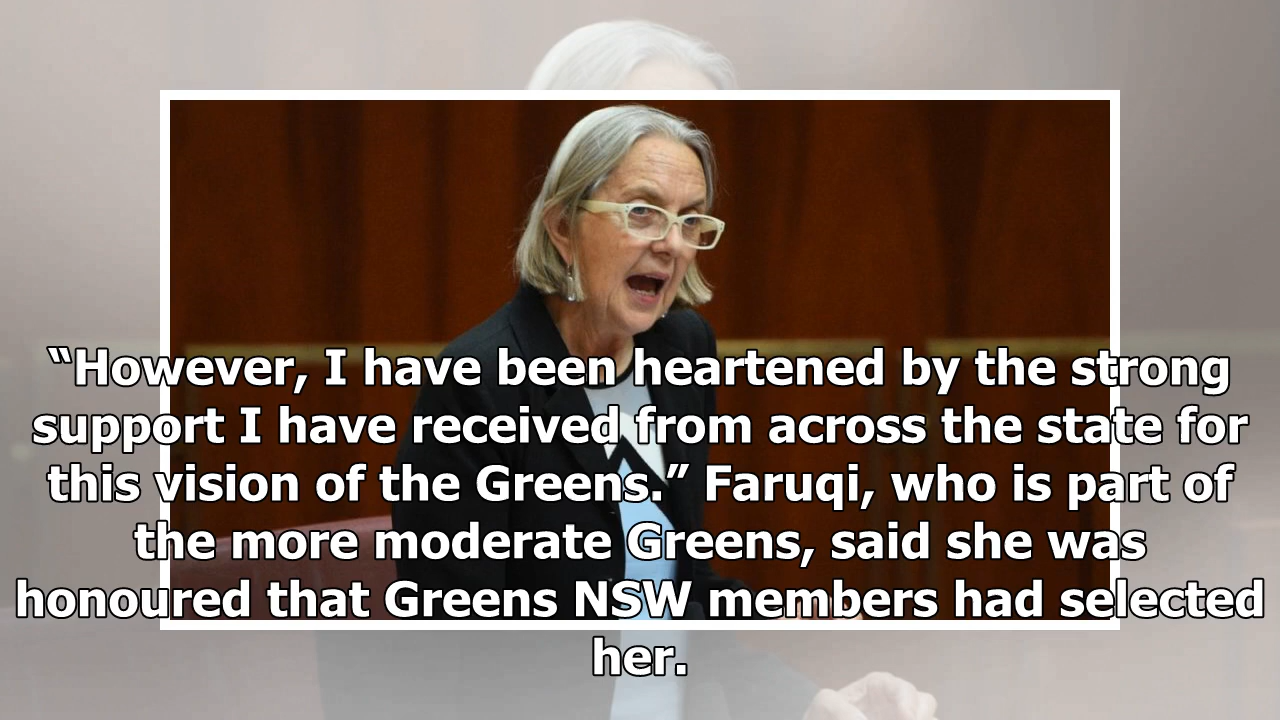 “However, I have been heartened by the strong
support I have received from across the state for
this vision of the Greens.” Faruqi, who is part of
the more moderate Greens, said she was
honoured that Greens NSW members had selected
her.